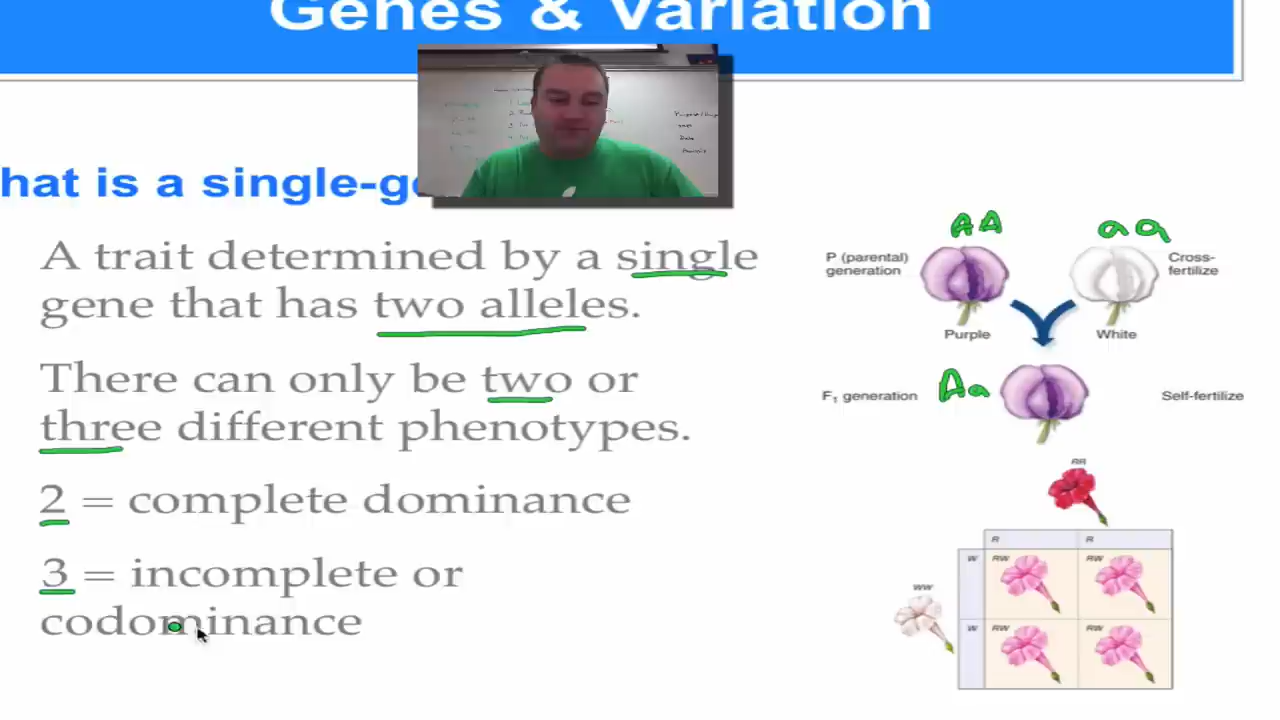 Genes & Variation
hat is a single-ge
A trait determined by a single
gene that has two alleles.
There can only be two or
three different phenotypes.
2 = complete dominance
3 = incomplete or
codominance
AA
aa
P (parental)
generation
Cross-
fertilize
Purple
White
F1 generation
Aa
Self-fertilize
RR
R
R
WW
W
RW
RW
W
RW
RW